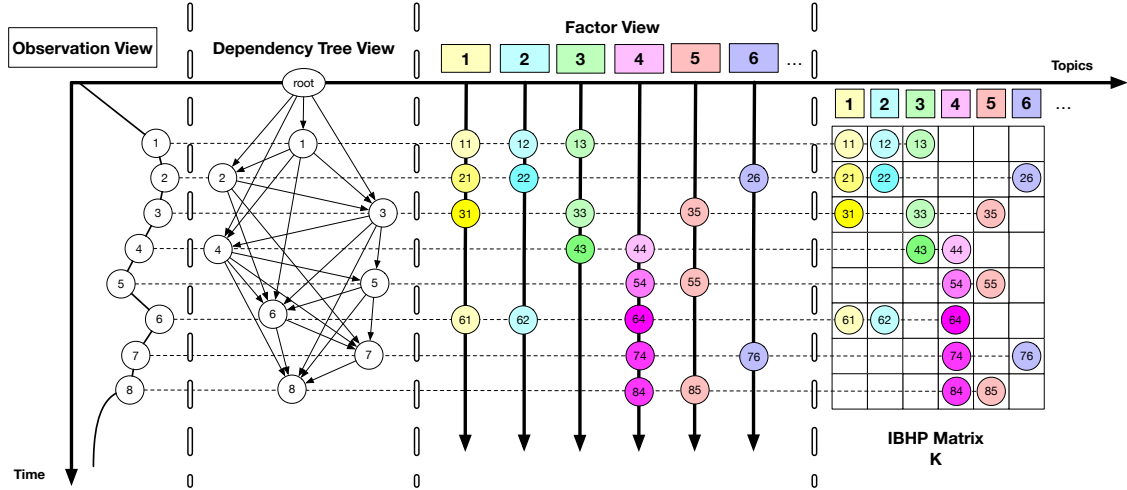 Observation View
Dependency Tree View
Factor View
1 2 3 4 5 6 ...
Topics
root
1 2 3 4 5 6 ...
1 1 11 12 13 11 12 13
2 2 21 22 26 21 22 26
3 3 31 33 35 31 33 35
4 4 43 44 43 44
5 5 54 55 54 55
6 6 61 62 64 61 62 64
7 7 74 76 74 76
8 8 84 85 84 85
IBHP Matrix
K
Time